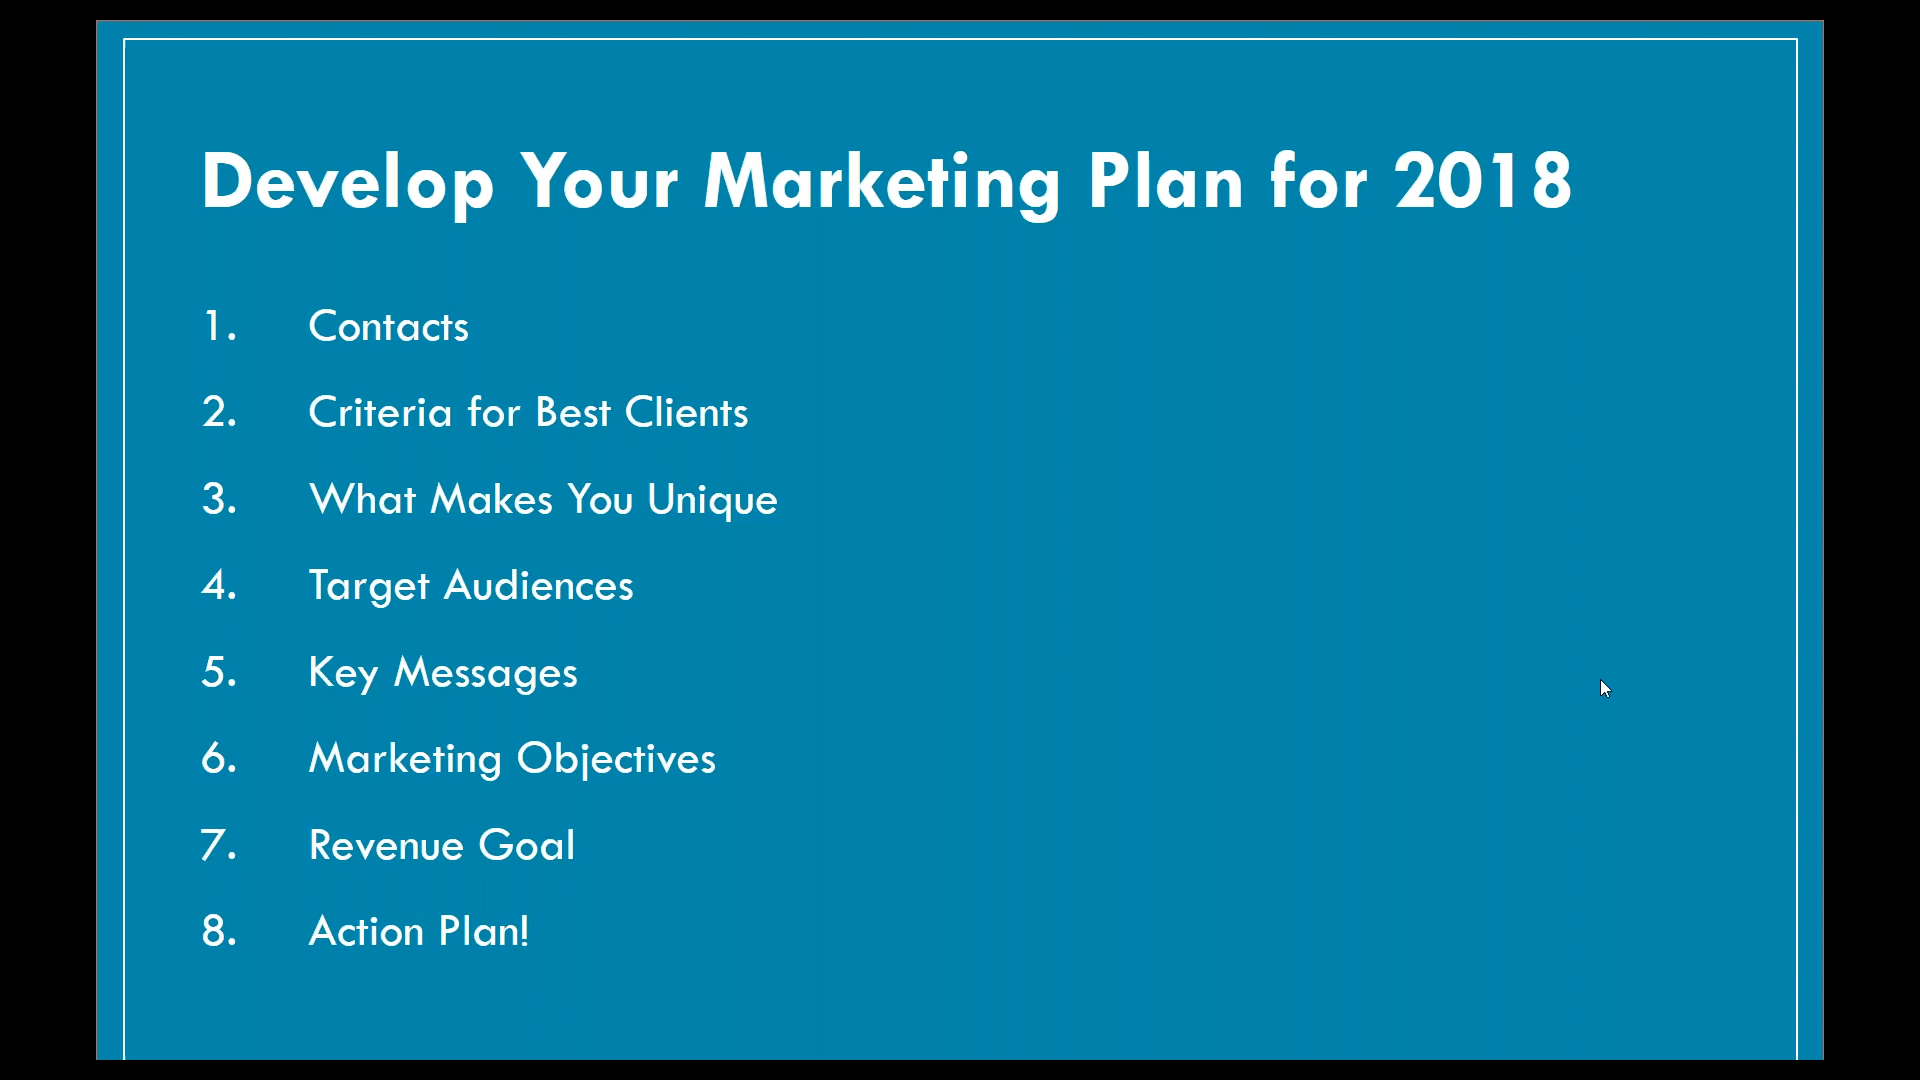 Develop Your Marketing Plan for 2018
1. Contacts
2. Criteria for Best Clients
3. What Makes You Unique
4. Target Audiences
5. Key Messages
6. Marketing Objectives
7. Revenue Goal
8. Action Plan!